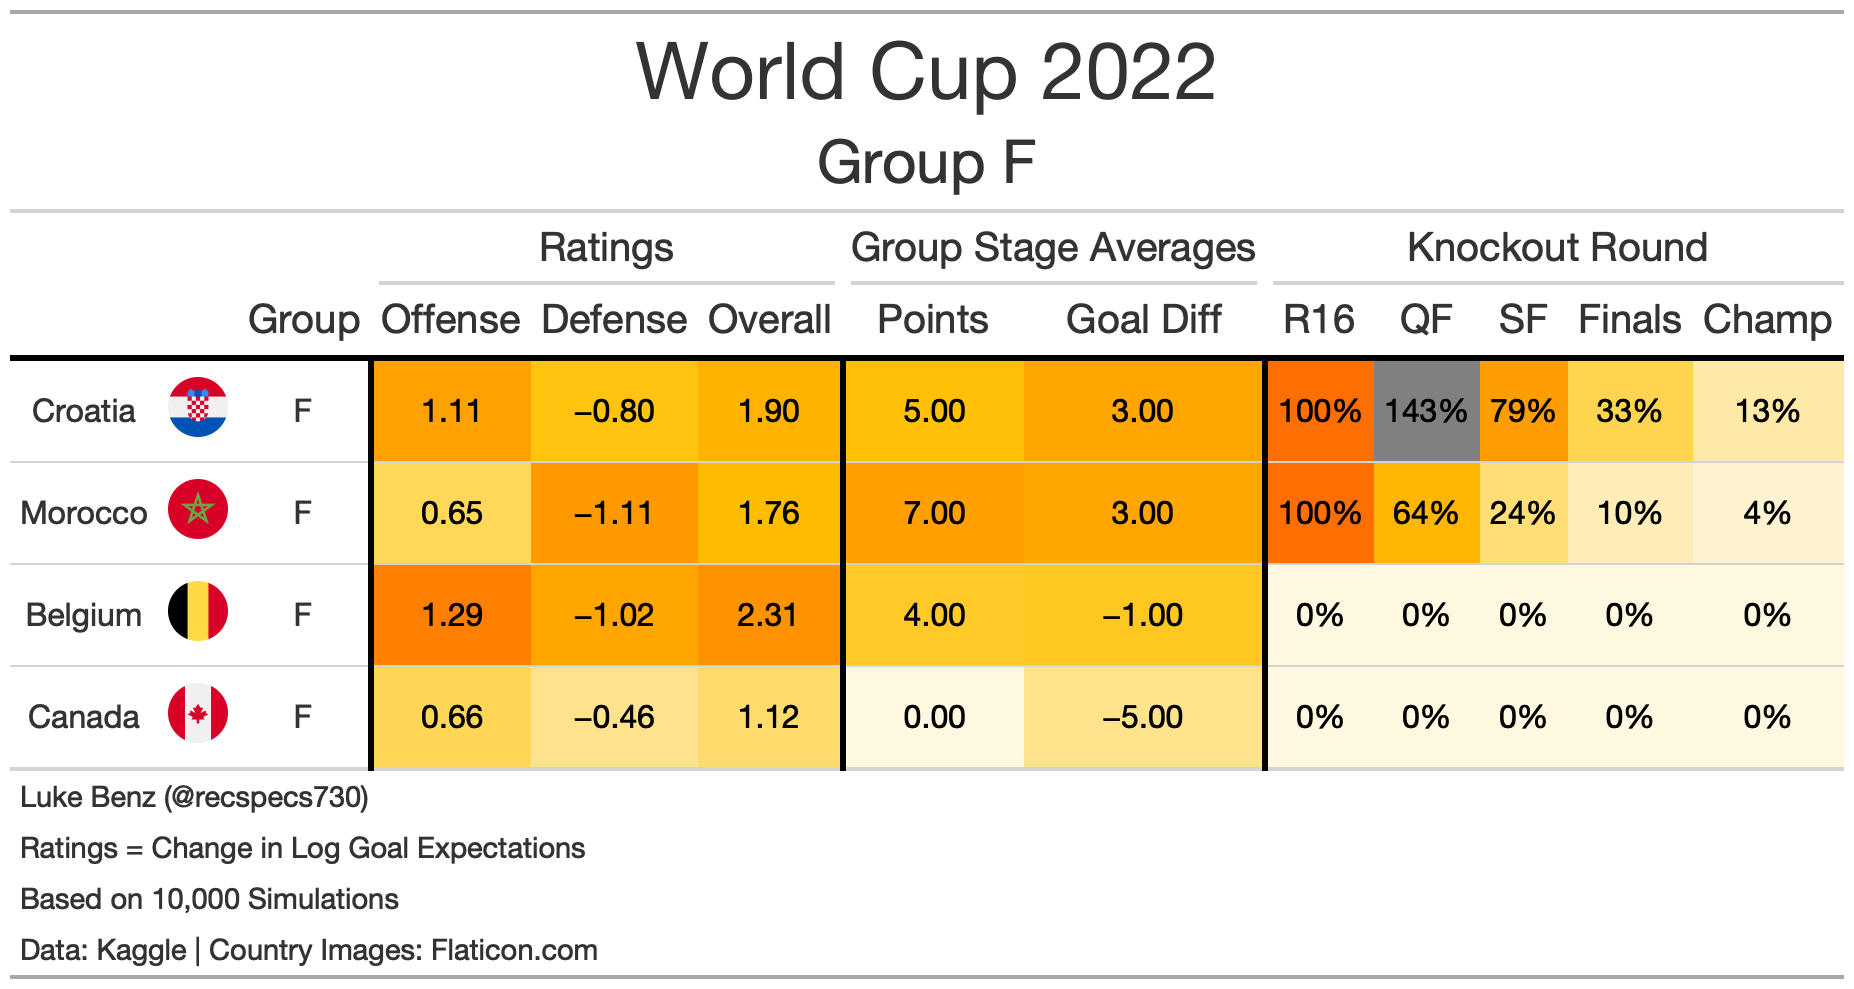 World Cup 2022
Group F
Ratings Group Stage Averages Knockout Round
Group Offense Defense Overall Points Goal Diff R16 QF SF Finals Champ
Croatia F 1.11 −0.80 1.90 5.00 3.00 100% 143% 79% 33% 13%
Morocco F 0.65 −1.11 1.76 7.00 3.00 100% 64% 24% 10% 4%
Belgium F 1.29 −1.02 2.31 4.00 −1.00 0% 0% 0% 0% 0%
Canada F 0.66 −0.46 1.12 0.00 −5.00 0% 0% 0% 0% 0%
Luke Benz (@recspecs730)
Ratings = Change in Log Goal Expectations
Based on 10,000 Simulations
Data: Kaggle | Country Images: Flaticon.com